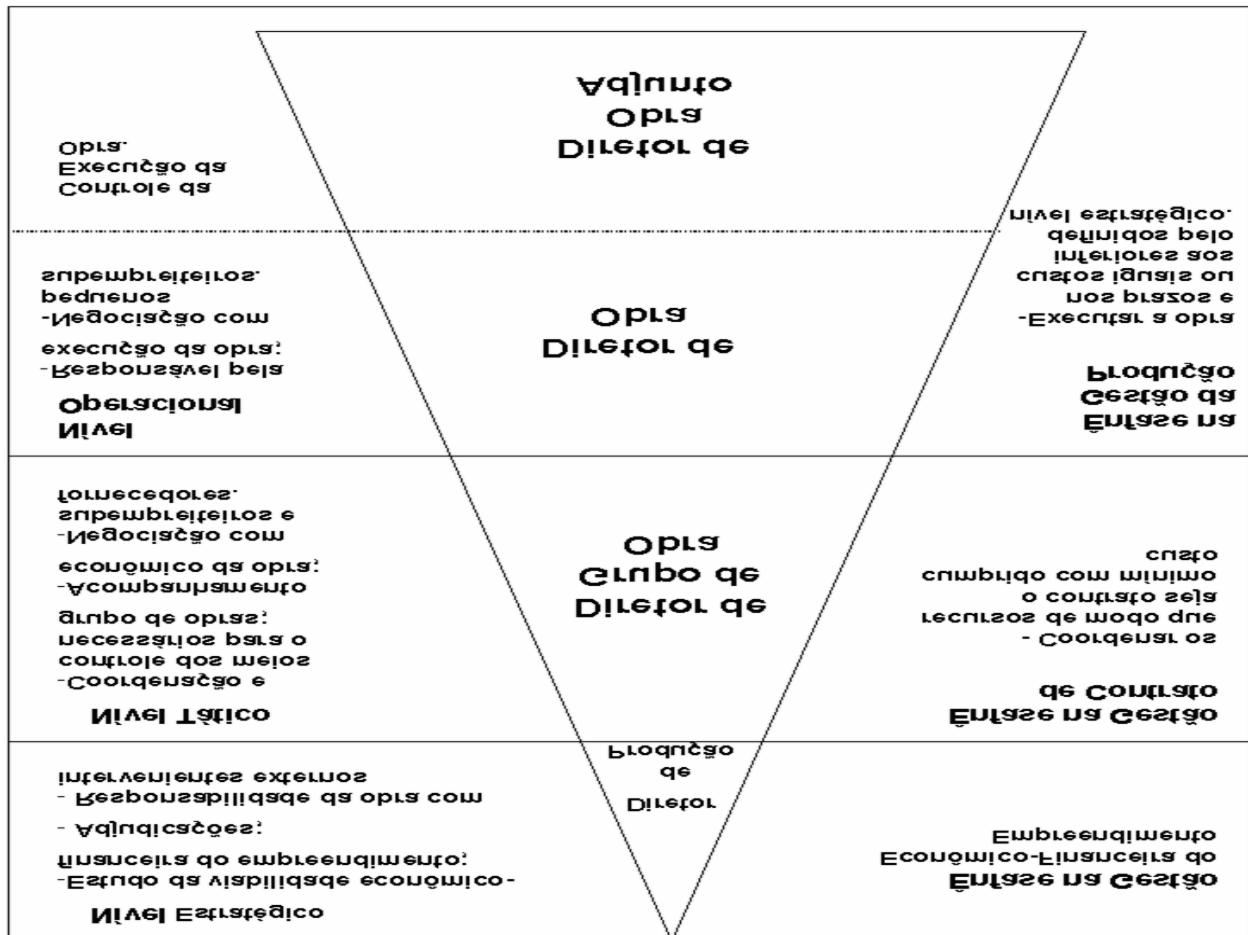 Nível Estratégico
-Estudo da viabilidade econômico-
financeira do empreendimento;
- Adjudicações;
- Responsabilidade da obra com
intervenientes externos
Diretor
de
Produção
Ênfase na Gestão
Econômico-Financeira do
Empreendimento
Nível Tático
-Coordenação e
controle dos meios
necessários para o
grupo de obras;
-Acompanhamento
econômico da obra;
-Negociação com
subempreiteiros e
fornecedores.
Diretor de
Grupo de
Obra
Ênfase na Gestão
de Contrato
- Coordenar os
recursos de modo que
o contrato seja
cumprido com mínimo
custo
Nível
Operacional
-Responsável pela
execução da obra;
-Negociação com
pequenos
subempreiteiros.
Diretor de
Obra
Ênfase na
Gestão da
Produção
-Executar a obra
nos prazos e
custos iguais ou
inferiores aos
definidos pelo
nível estratégico.
Controle da
Execução da
Obra.
Diretor de
Obra
Adjunto